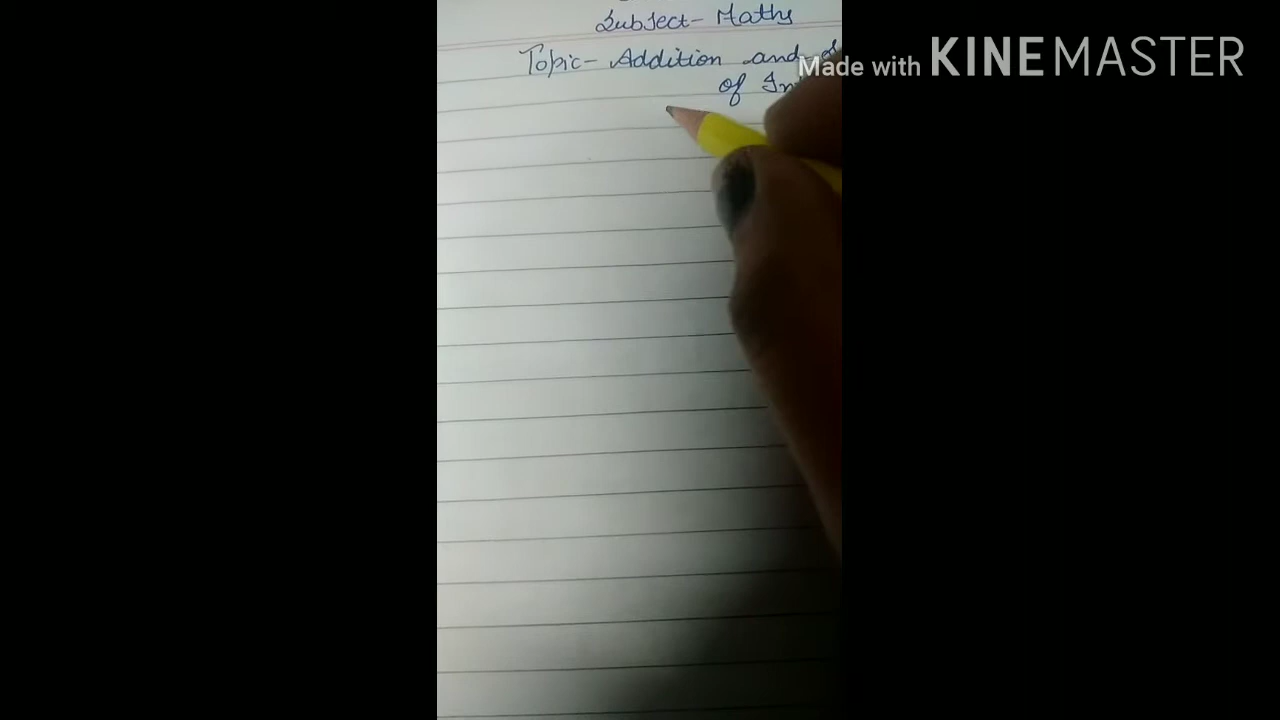 Subject- Maths
Topic- Addition and
of
Made with KINEMASTER